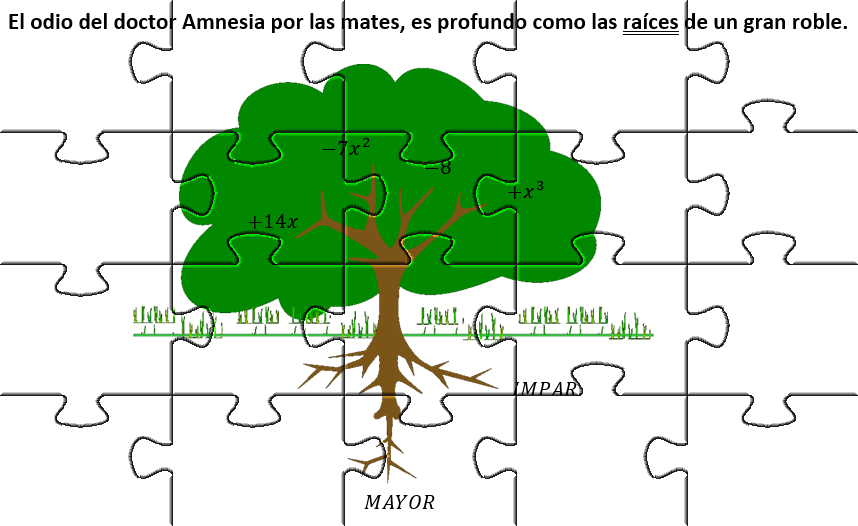 El odio del doctor Amnesia por las mates, es profundo como las raíces de un gran roble.
−7x²
−8
+x³
+14x
IMPAR
MAYOR